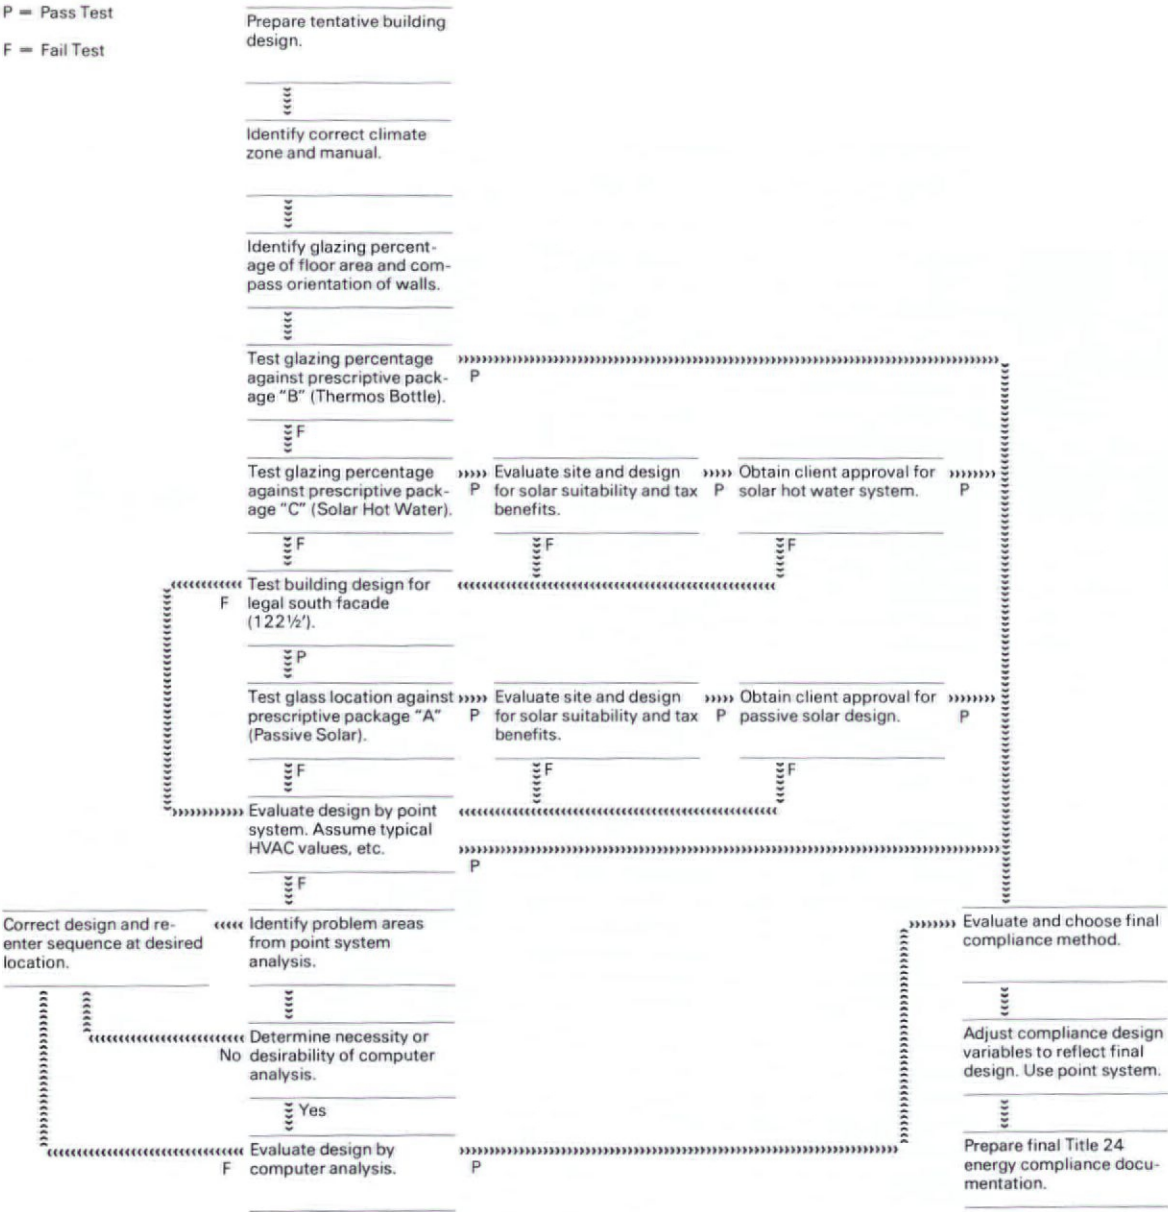 P = Pass Test
F = Fail Test
Prepare tentative building
design.
Identify correct climate
zone and manual.
Identify glazing percent-
age of floor area and com-
pass orientation of walls.
Test glazing percentage
against prescriptive pack-
age "B" (Thermos Bottle).
P
F
Test glazing percentage
against prescriptive pack-
age "C" (Solar Hot Water).
P
Evaluate site and design
for solar suitability and tax
benefits.
P
Obtain client approval for
solar hot water system.
P
F
F
F
Test building design for
legal south facade
(122½').
F
P
Test glass location against
prescriptive package "A"
(Passive Solar).
P
Evaluate site and design
for solar suitability and tax
benefits.
P
Obtain client approval for
passive solar design.
P
F
F
F
Evaluate design by point
system. Assume typical
HVAC values, etc.
P
F
Correct design and re-
enter sequence at desired
location.
Identify problem areas
from point system
analysis.
Evaluate and choose final
compliance method.
Determine necessity or
No desirability of computer
analysis.
Adjust compliance design
variables to reflect final
design. Use point system.
Yes
Evaluate design by
F computer analysis.
P
Prepare final Title 24
energy compliance docu-
mentation.